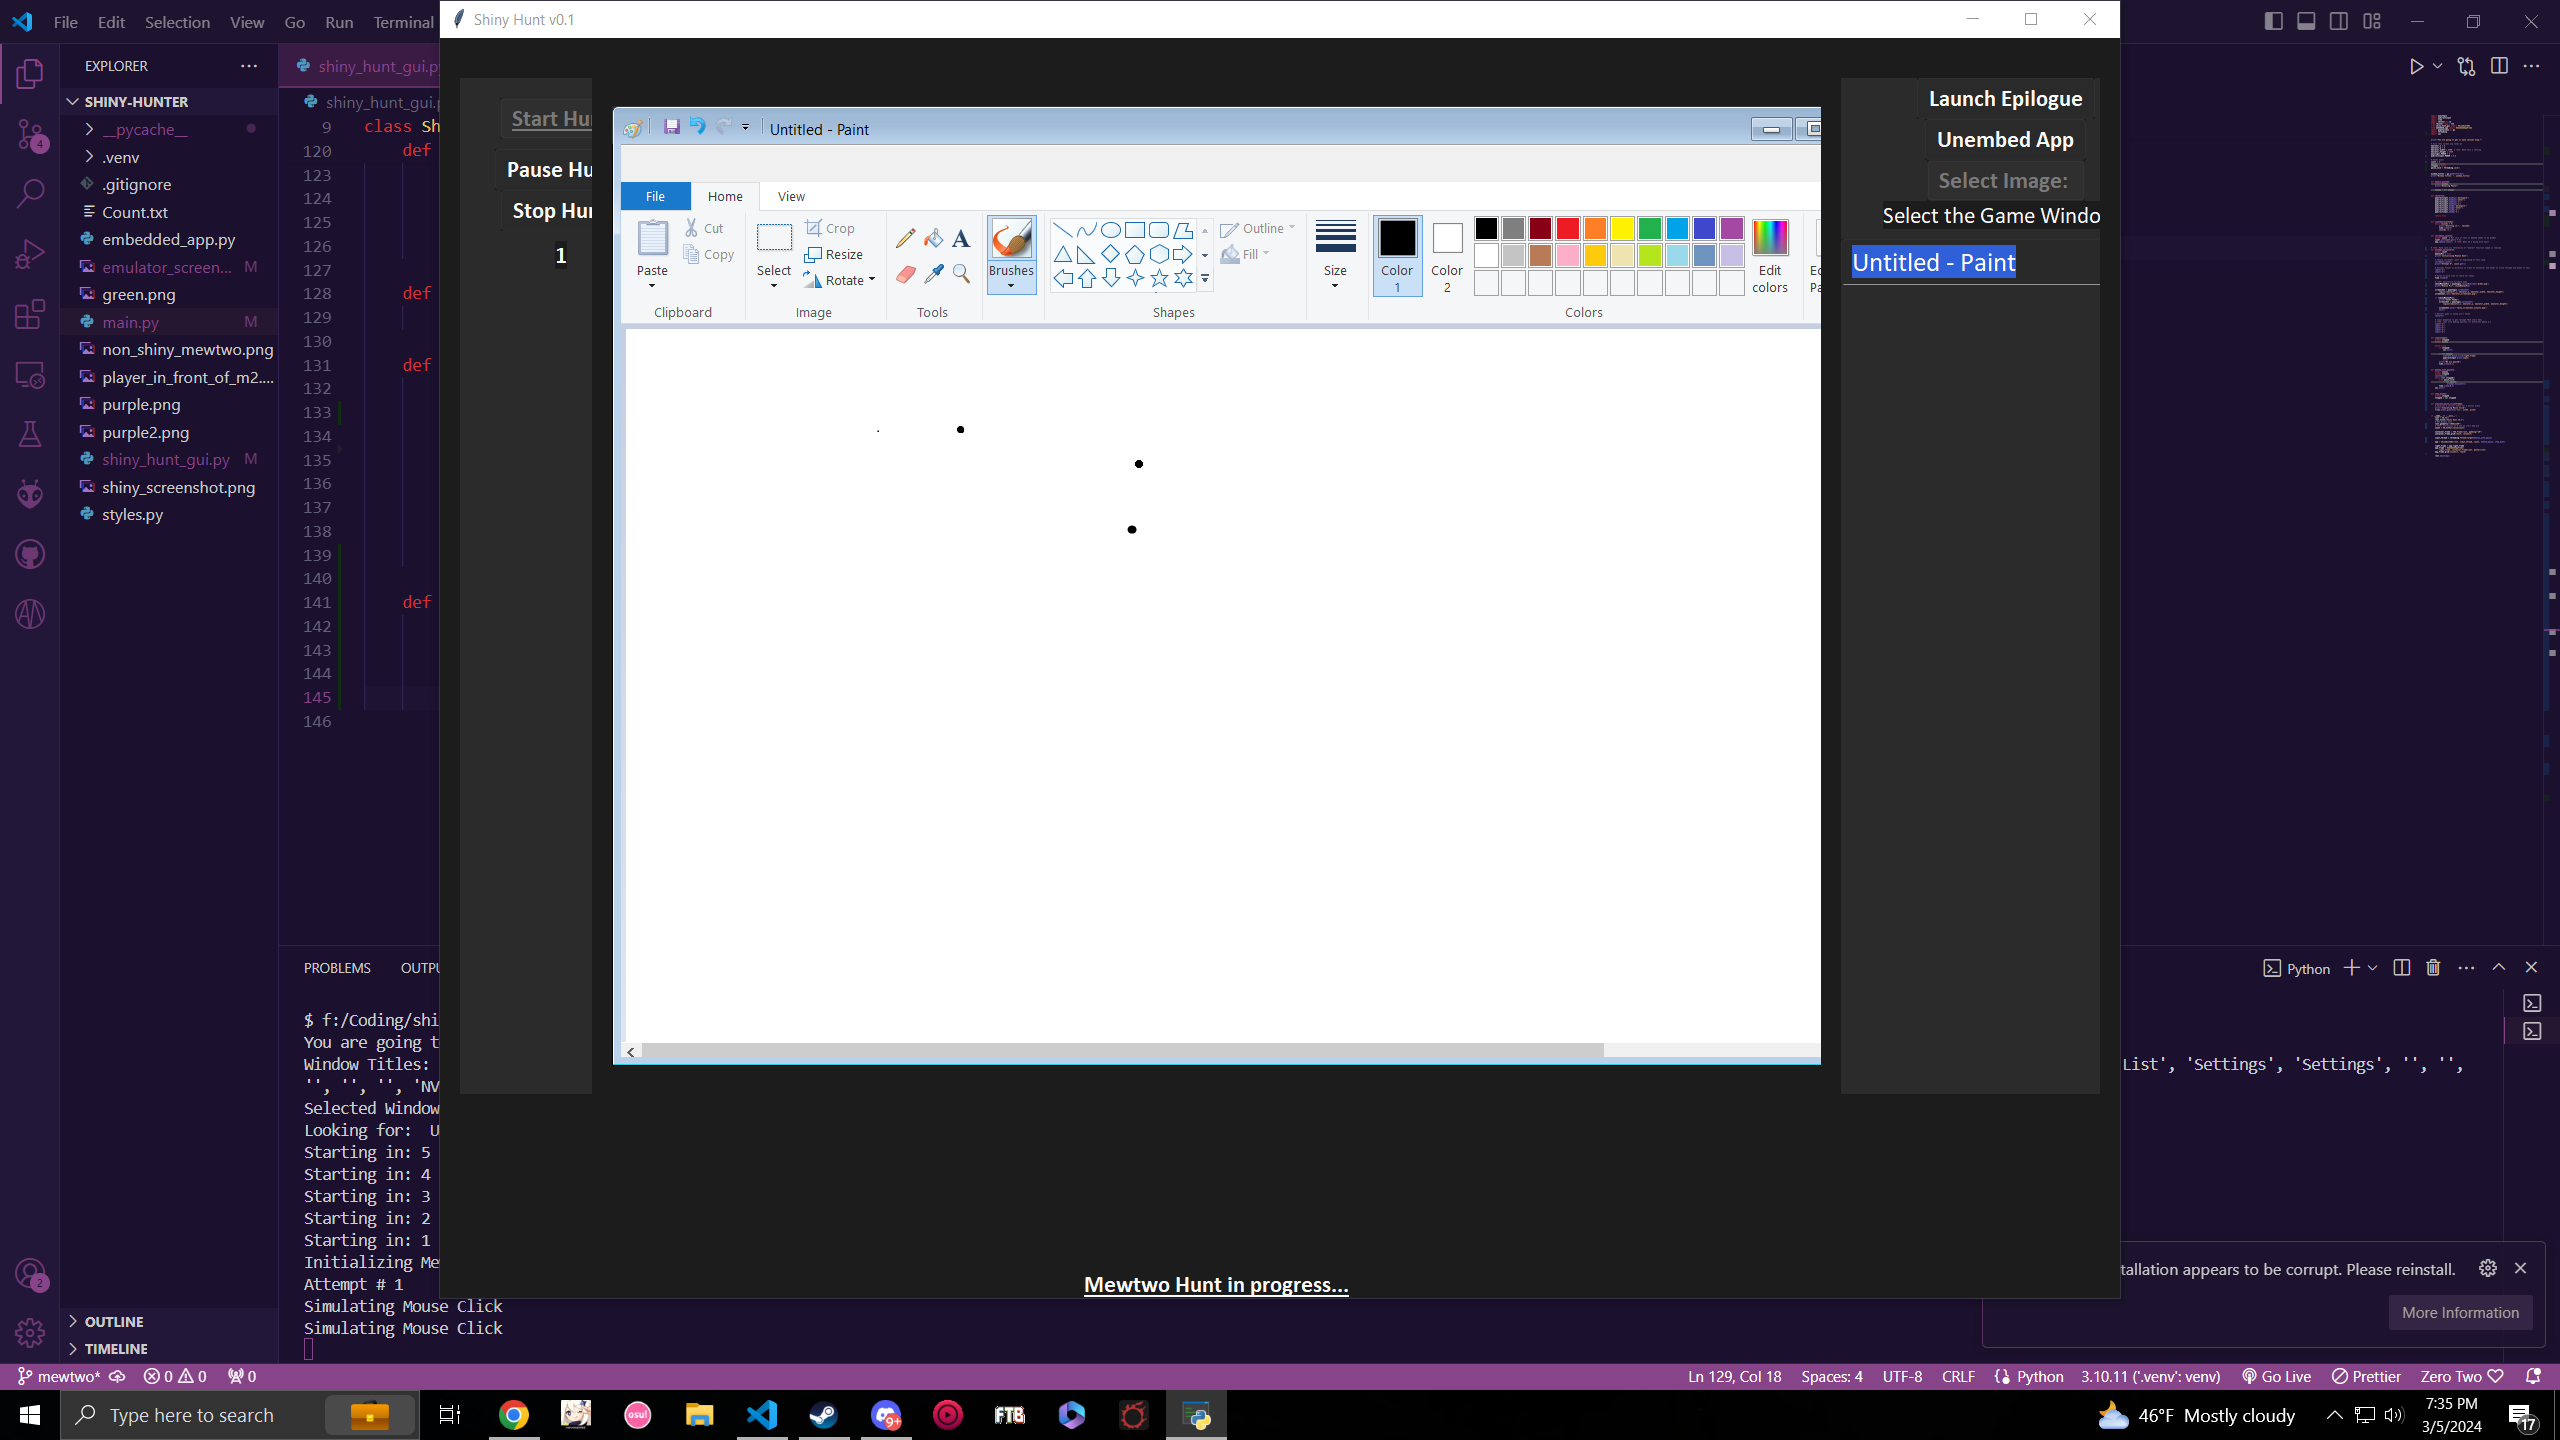 File Edit Selection View Go Run Terminal
Shiny Hunt v0.1
EXPLORER
SHINY-HUNTER
__pycache__
.venv
.gitignore
Count.txt
embedded_app.py
emulator_screen... M
green.png
main.py M
non_shiny_mewtwo.png
player_in_front_of_m2....
purple.png
purple2.png
shiny_hunt_gui.py M
shiny_screenshot.png
styles.py
OUTLINE
TIMELINE
4
2
shiny_hunt_gui.p
shiny_hunt_gui.
9 class Sh
120 def
123
124
125
126
127
128 def
129
130
131 def
132
133
134
135
136
137
138
139
140
141 def
142
143
144
145
146
Start Hu
Pause Hu
Stop Hu
1
Untitled - Paint
File Home View
Paste
Cut
Copy
Clipboard
Select
Crop
Resize
Rotate
Image
A
Tools
Brushes
Outline
Fill
Shapes
Size
Color
1
Color
2
Edit
colors
Colors
Launch Epilogue
Unembed App
Select Image:
Select the Game Windo
Untitled - Paint
Mewtwo Hunt in progress...
PROBLEMS OUTPU
Python
$ f:/Coding/shi
You are going t
Window Titles:
List', 'Settings', 'Settings', '', '',
'', '', '', 'NV
Selected Window
Looking for: U
Starting in: 5
Starting in: 4
Starting in: 3
Starting in: 2
Starting in: 1
Initializing Me
Attempt # 1
Simulating Mouse Click
Simulating Mouse Click
tallation appears to be corrupt. Please reinstall.
More Information
mewtwo* 0 0 0
Ln 129, Col 18 Spaces: 4 UTF-8 CRLF Python 3.10.11 ('.venv': venv) Go Live Prettier Zero Two
Type here to search
osu!
9+
FTB
46°F Mostly cloudy
7:35 PM
3/5/2024
17